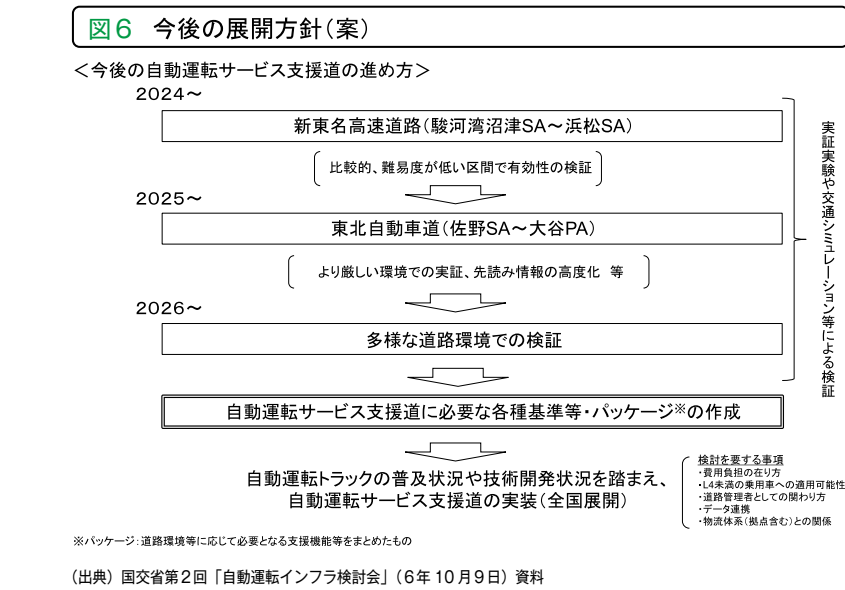 図6 今後の展開方針(案)
<今後の自動運転サービス支援道の進め方>
2024~
新東名高速道路(駿河湾沼津SA~浜松SA)
比較的、難易度が低い区間で有効性の検証
2025~
東北自動車道(佐野SA~大谷PA)
より厳しい環境での実証、先読み情報の高度化 等
2026~
多様な道路環境での検証
実証実験や交通シミュレーション等による検証
自動運転サービス支援道に必要な各種基準等・パッケージ※の作成
自動運転トラックの普及状況や技術開発状況を踏まえ、
自動運転サービス支援道の実装(全国展開)
検討を要する事項
・費用負担の在り方
・L4未満の乗用車への適用可能性
・道路管理者としての関わり方
・データ連携
・物流体系(拠点含む)との関係
※パッケージ:道路環境等に応じて必要となる支援機能等をまとめたもの
(出典)国交省第2回「自動運転インフラ検討会」(6年10月9日)資料